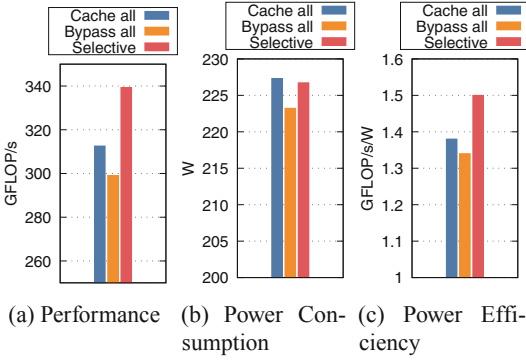 Cache all
Bypass all
Selective
340
320
300
280
260
GFLOP/s
(a) Performance
Cache all
Bypass all
Selective
230
225
220
215
210
205
200
W
(b) Power Con-
sumption
Cache all
Bypass all
Selective
1.6
1.5
1.4
1.3
1.2
1.1
1
GFLOP/s/W
(c) Power Effi-
ciency